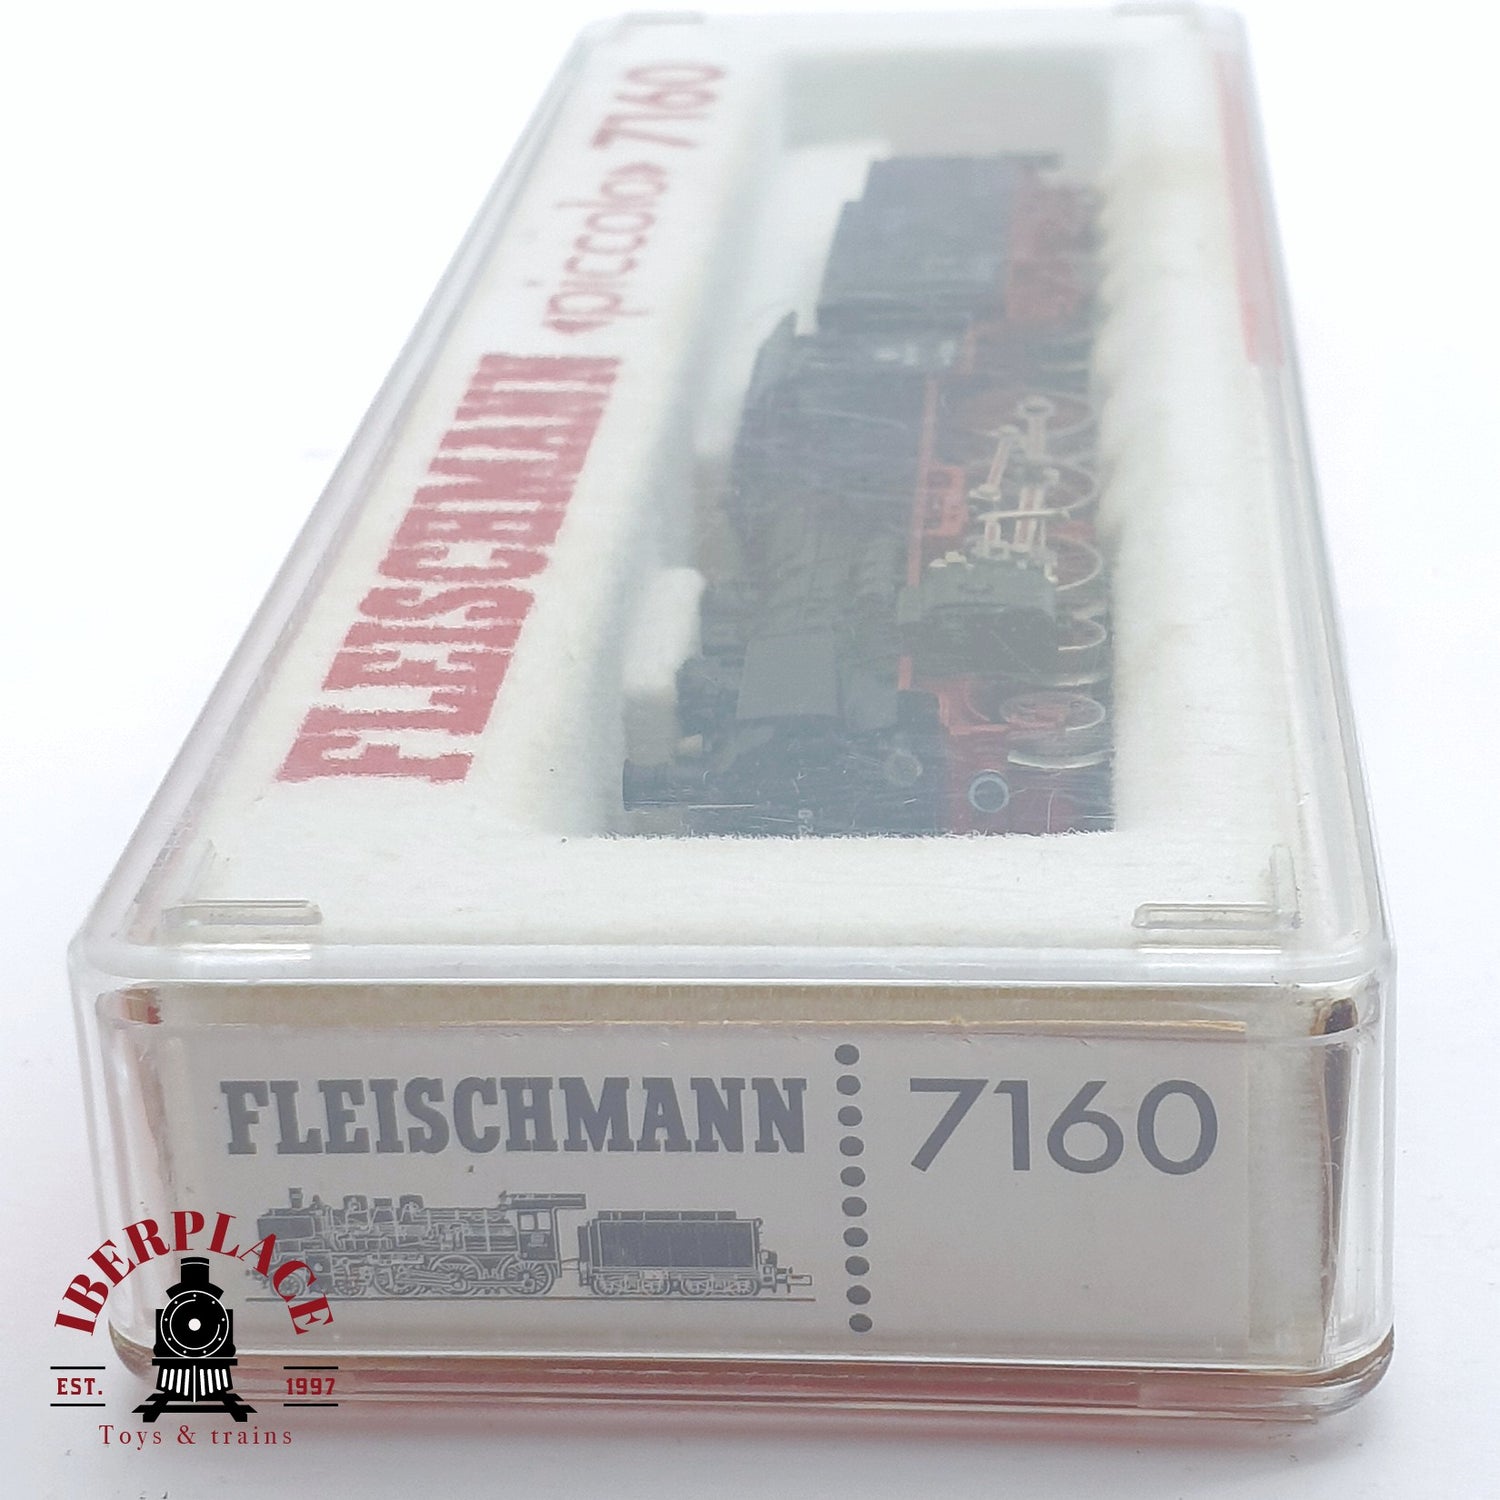 FLEISCHMANN «piccolo» 7160
FLEISCHMANN 7160
IBERPLACE
EST. 1997
Toys & trains